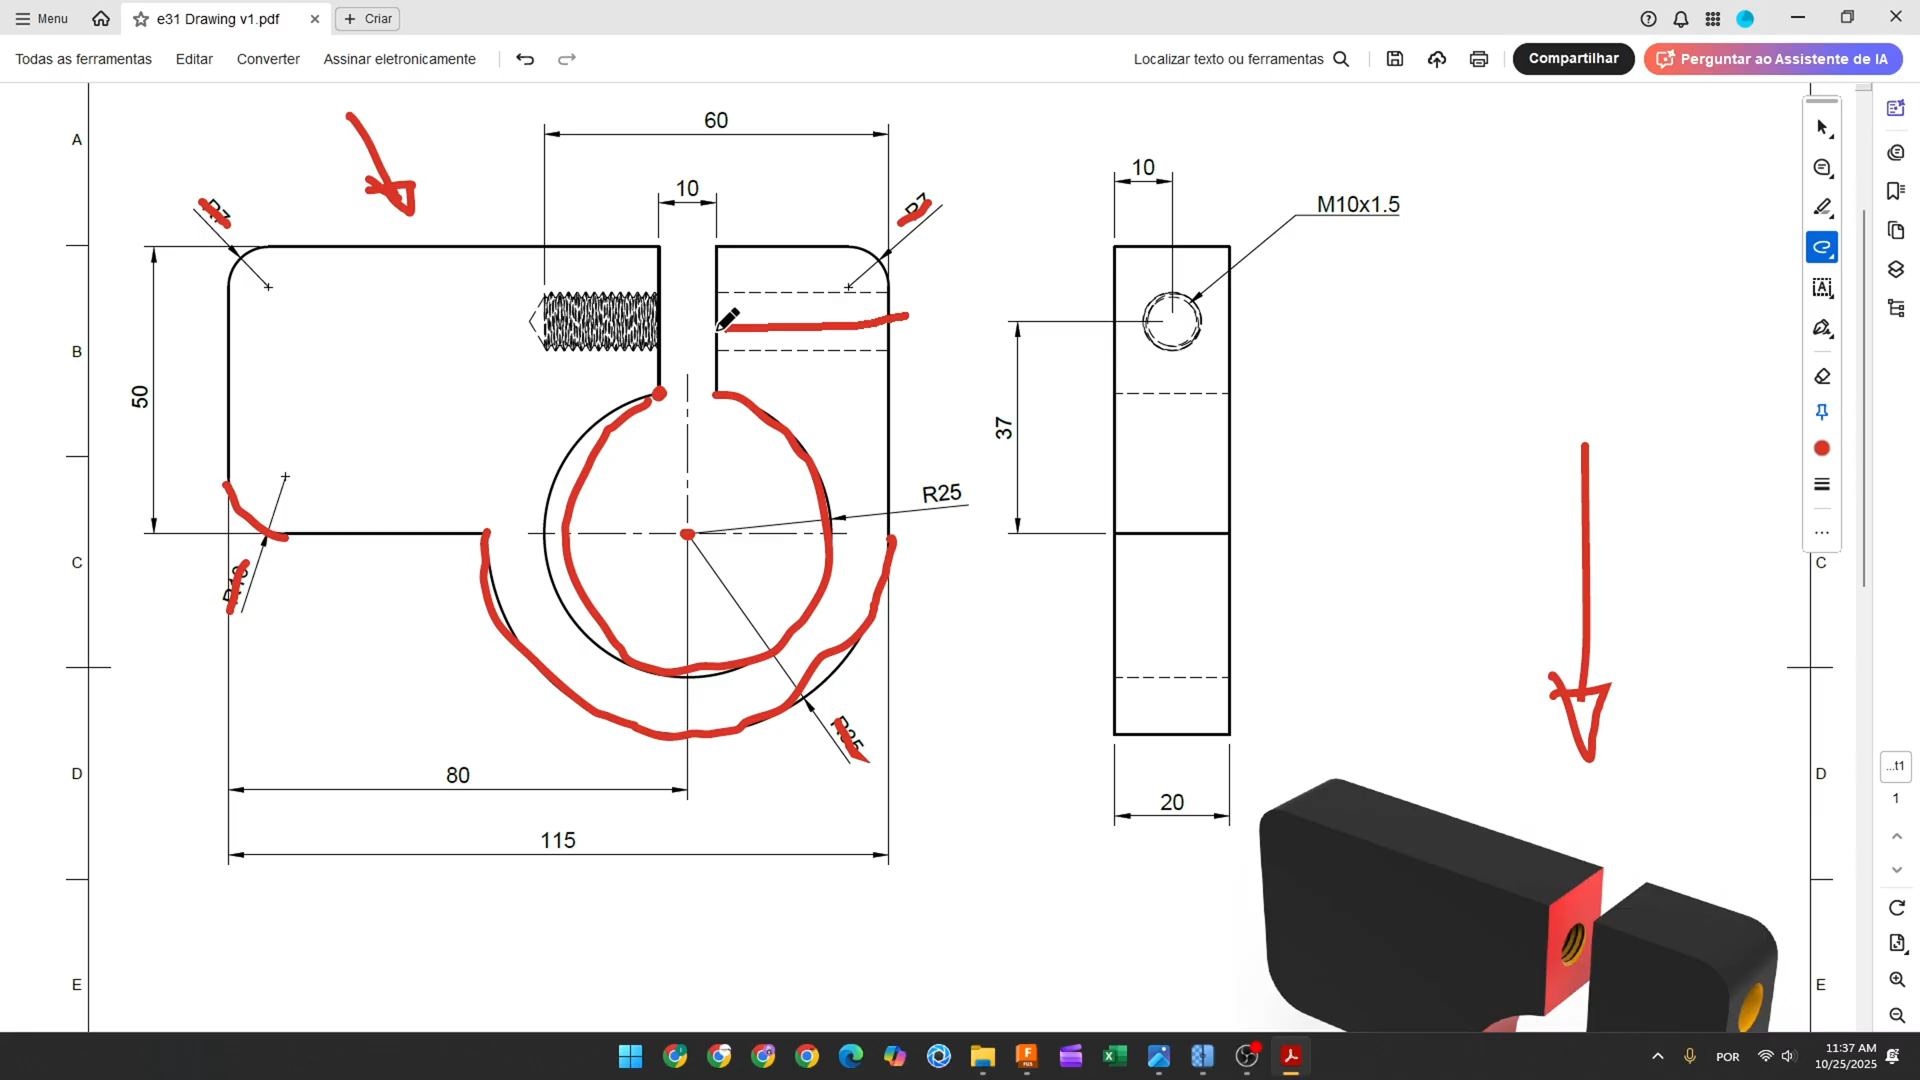 Menu
e31 Drawing v1.pdf
Criar
Todas as ferramentas
Editar
Converter
Assinar eletronicamente
Localizar texto ou ferramentas
Compartilhar
Perguntar ao Assistente de IA
A
60
10
10
M10x1.5
B
50
37
R25
C
C
80
D
D
20
115
...t1
1
E
E
POR
11:37 AM
10/25/2025